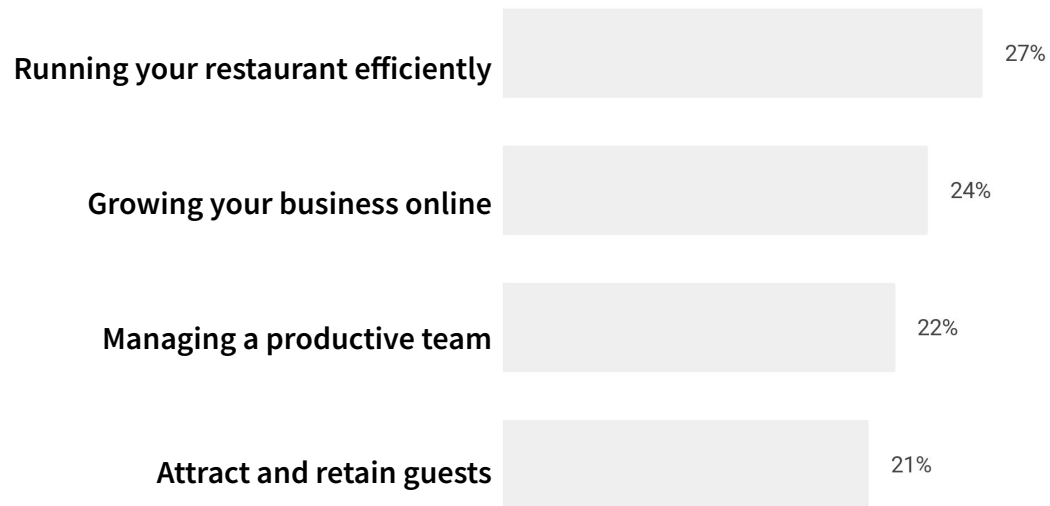 Running your restaurant efficiently 27%
Growing your business online 24%
Managing a productive team 22%
Attract and retain guests 21%